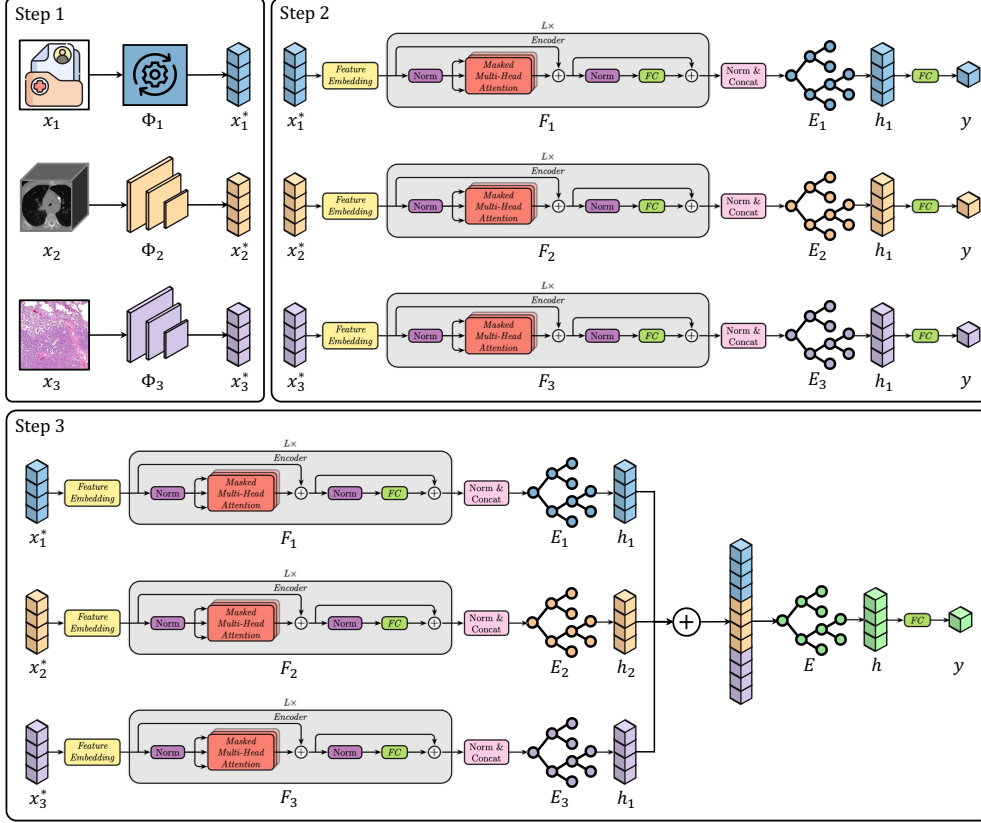 Step 1
x₁ Φ₁ x₁*
x₂ Φ₂ x₂*
x₃ Φ₃ x₃*
Step 2
L×
Encoder
Feature Embedding
Norm
Masked Multi-Head Attention
+
Norm
FC
+
Norm & Concat
FC
x₁* F₁ E₁ h₁ y
L×
Encoder
Feature Embedding
Norm
Masked Multi-Head Attention
+
Norm
FC
+
Norm & Concat
FC
x₂* F₂ E₂ h₁ y
L×
Encoder
Feature Embedding
Norm
Masked Multi-Head Attention
+
Norm
FC
+
Norm & Concat
FC
x₃* F₃ E₃ h₁ y
Step 3
L×
Encoder
Feature Embedding
Norm
Masked Multi-Head Attention
+
Norm
FC
+
Norm & Concat
x₁* F₁ E₁ h₁
L×
Encoder
Feature Embedding
Norm
Masked Multi-Head Attention
+
Norm
FC
+
Norm & Concat
+
FC
x₂* F₂ E₂ h₂ E h y
L×
Encoder
Feature Embedding
Norm
Masked Multi-Head Attention
+
Norm
FC
+
Norm & Concat
x₃* F₃ E₃ h₁